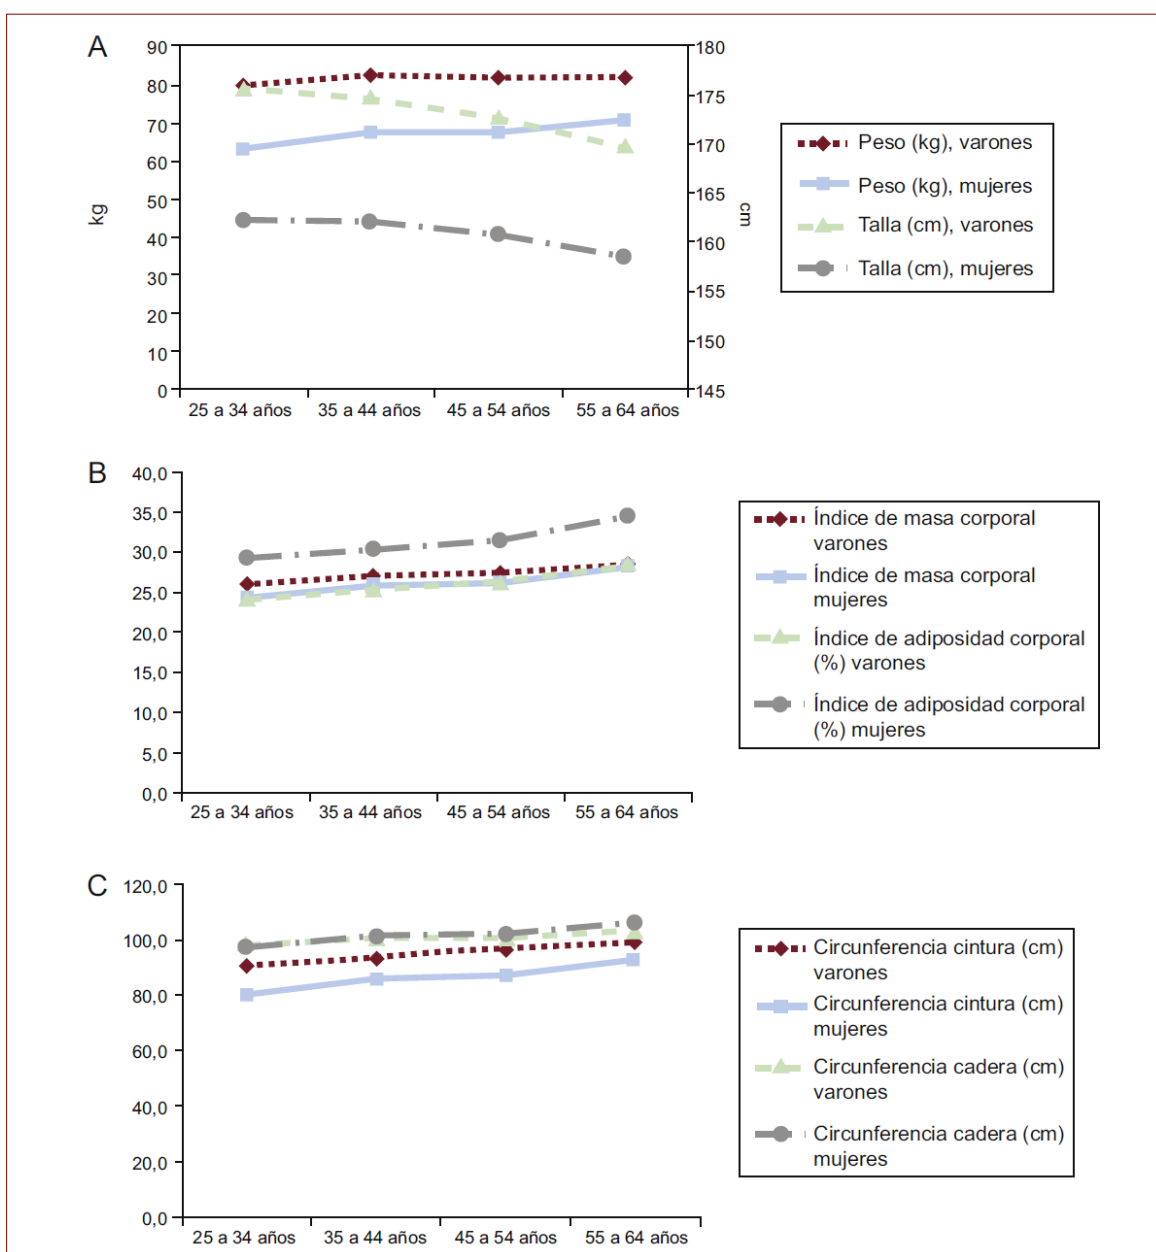 A
90
80
70
60
50
40
30
20
10
0
kg
180
175
170
165
160
155
150
145
cm
25 a 34 años
35 a 44 años
45 a 54 años
55 a 64 años
Peso (kg), varones
Peso (kg), mujeres
Talla (cm), varones
Talla (cm), mujeres
B
40,0
35,0
30,0
25,0
20,0
15,0
10,0
5,0
0,0
25 a 34 años
35 a 44 años
45 a 54 años
55 a 64 años
Índice de masa corporal
varones
Índice de masa corporal
mujeres
Índice de adiposidad corporal
(%) varones
Índice de adiposidad corporal
(%) mujeres
C
120,0
100,0
80,0
60,0
40,0
20,0
0,0
25 a 34 años
35 a 44 años
45 a 54 años
55 a 64 años
Circunferencia cintura (cm)
varones
Circunferencia cintura (cm)
mujeres
Circunferencia cadera (cm)
varones
Circunferencia cadera (cm)
mujeres